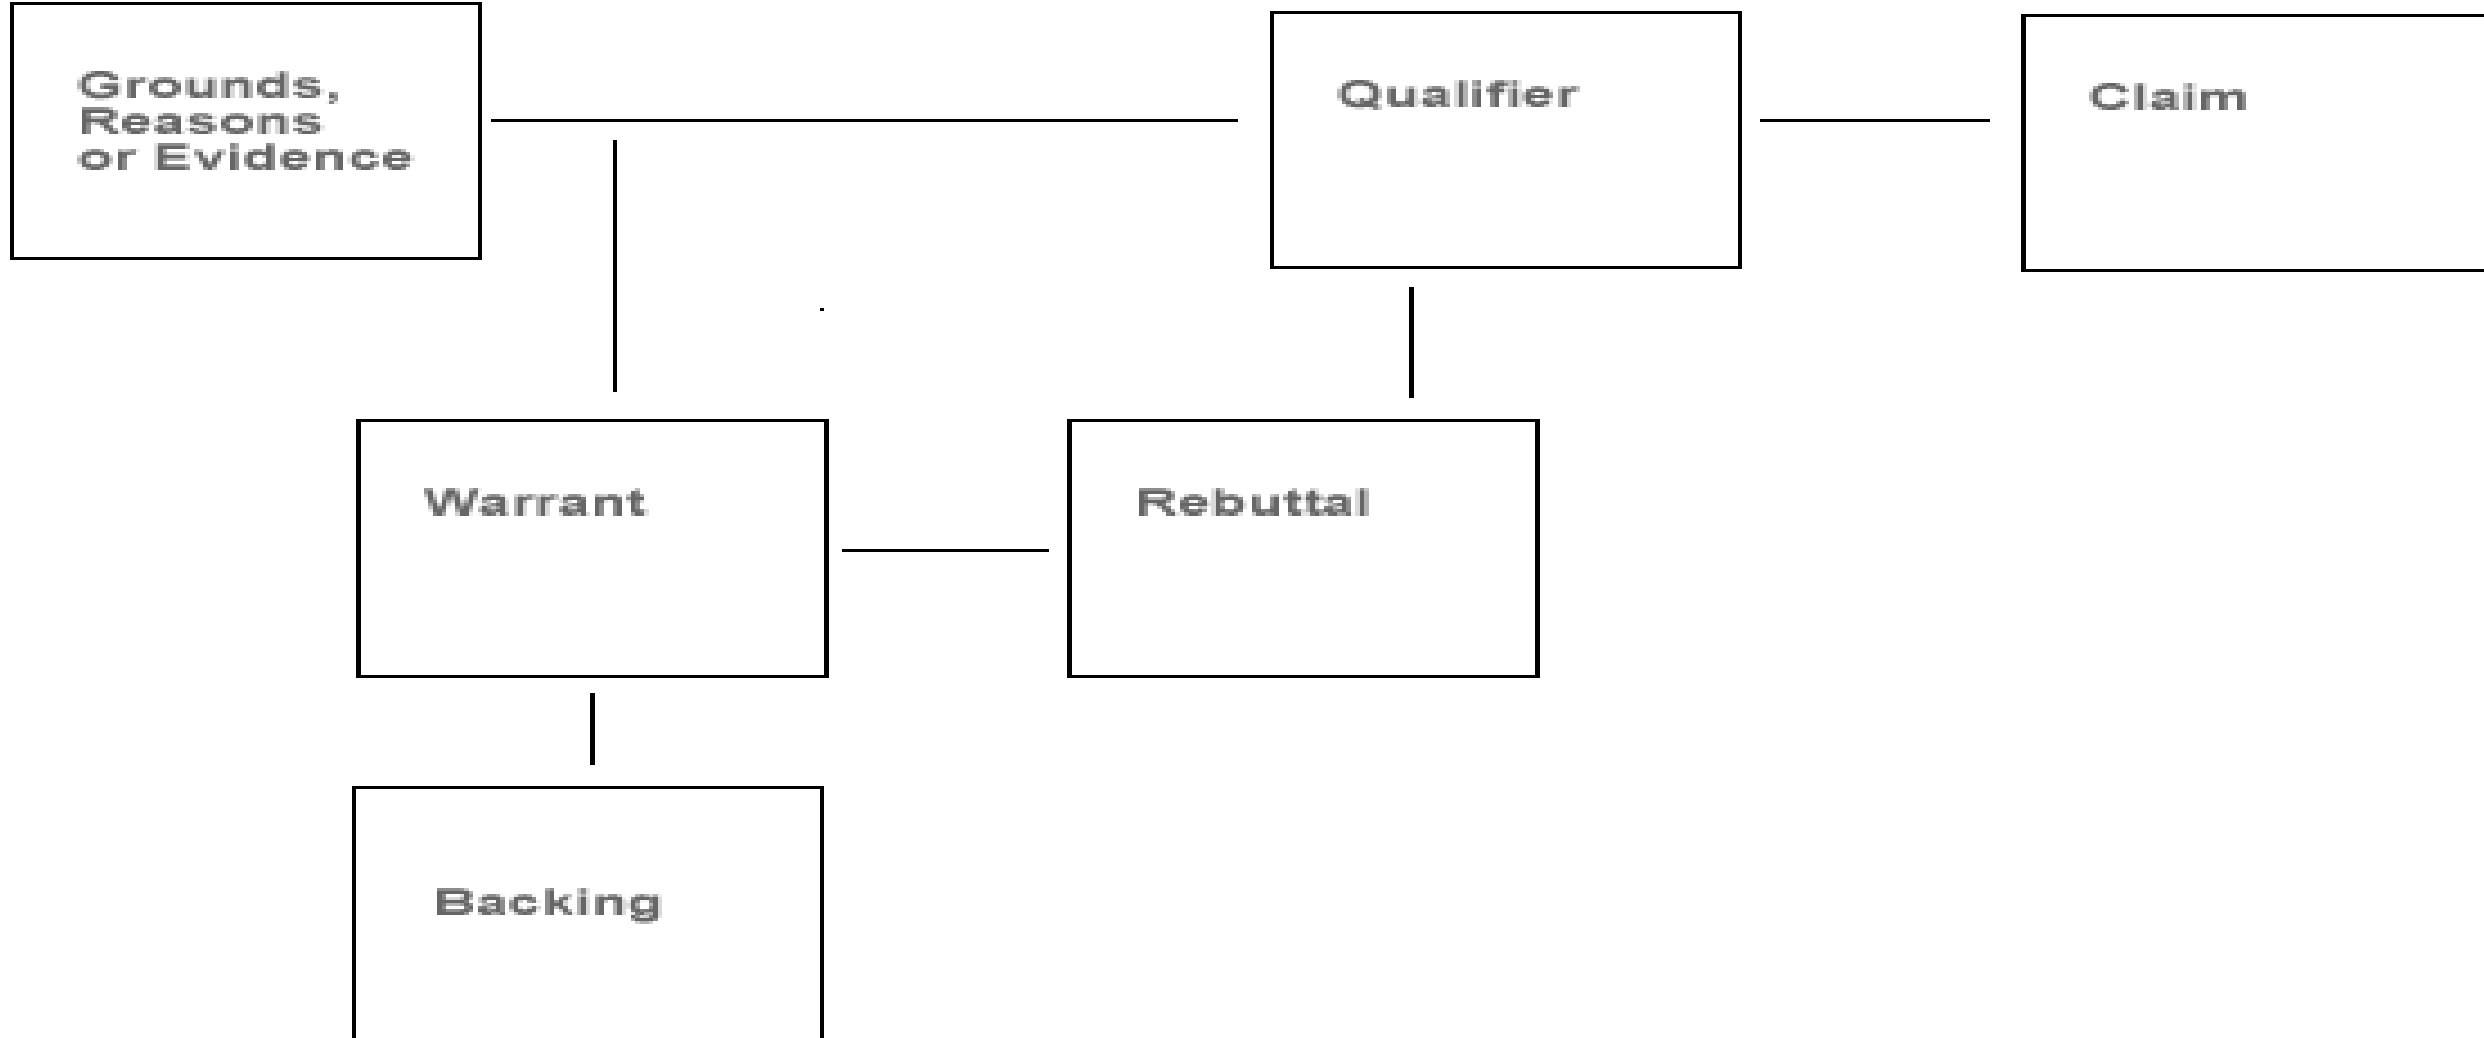 Grounds,
Reasons
or Evidence
Qualifier
Claim
Warrant
Rebuttal
Backing